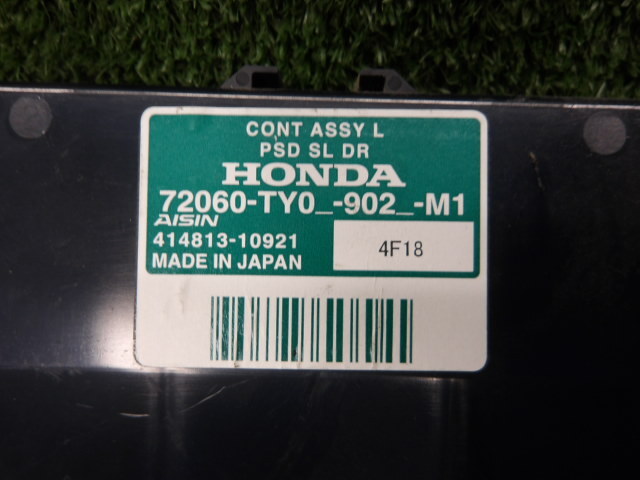 CONT ASSY L
PSD SL DR
HONDA
72060-TY0_-902_-M1
AISIN
414813-10921
4F18
MADE IN JAPAN